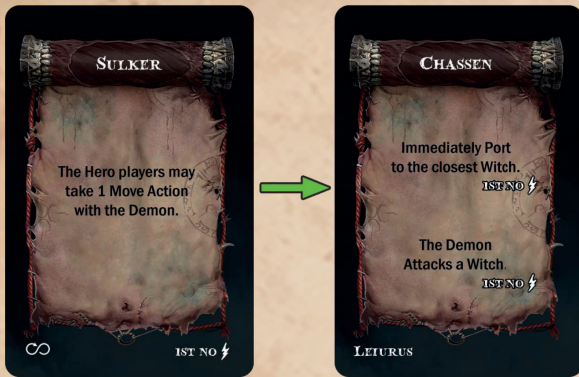 SULKER
The Hero players may
take 1 Move Action
with the Demon.
1ST NO
CHASSEN
Immediately Port
to the closest Witch.
1ST NO
The Demon
Attacks a Witch.
1ST NO
LEIURUS